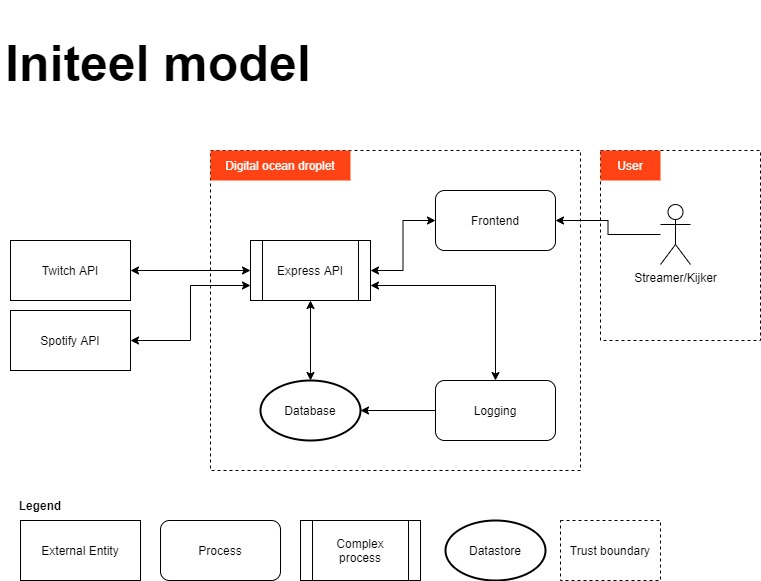 Initeel model
Digital ocean droplet
User
Frontend
Twitch API
Express API
Streamer/Kijker
Spotify API
Database
Logging
Legend
External Entity
Process
Complex
process
Datastore
Trust boundary